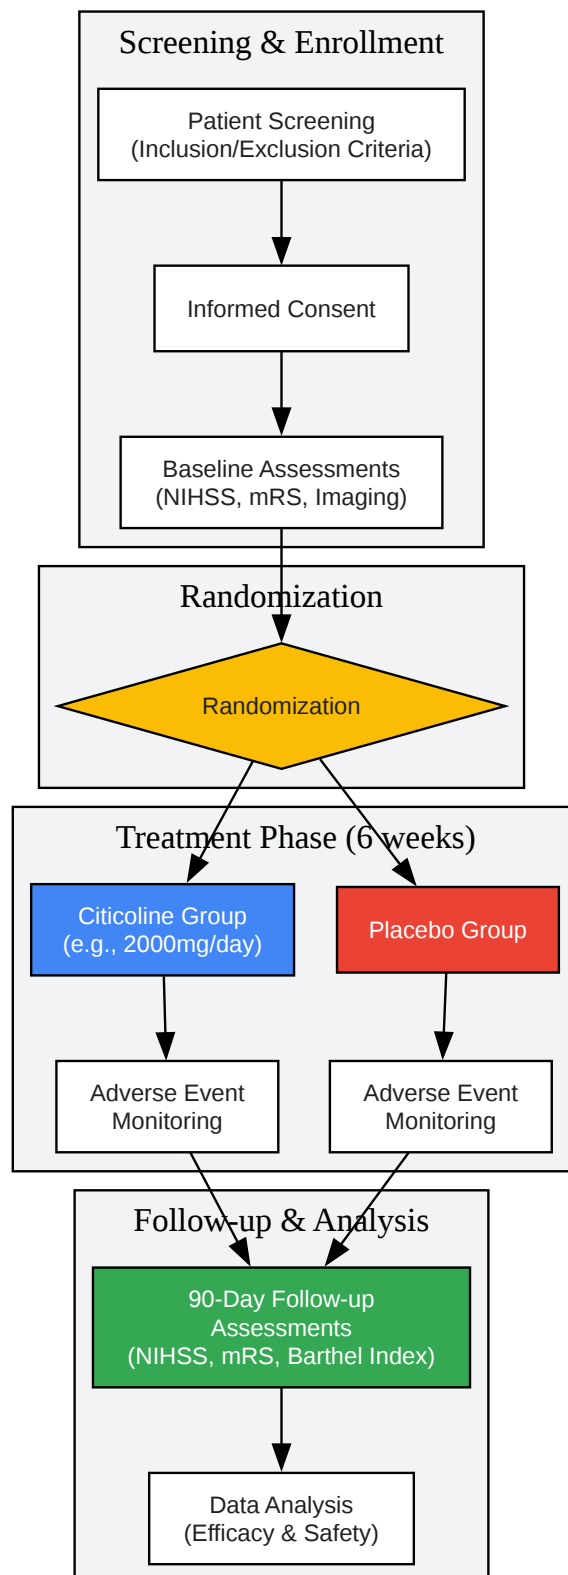 Screening & Enrollment
Patient Screening
(Inclusion/Exclusion Criteria)
Informed Consent
Baseline Assessments
(NIHSS, mRS, Imaging)
Randomization
Randomization
Treatment Phase (6 weeks)
Citicoline Group
(e.g., 2000mg/day)
Placebo Group
Adverse Event
Monitoring
Adverse Event
Monitoring
Follow-up & Analysis
90-Day Follow-up
Assessments
(NIHSS, mRS, Barthel Index)
Data Analysis
(Efficacy & Safety)